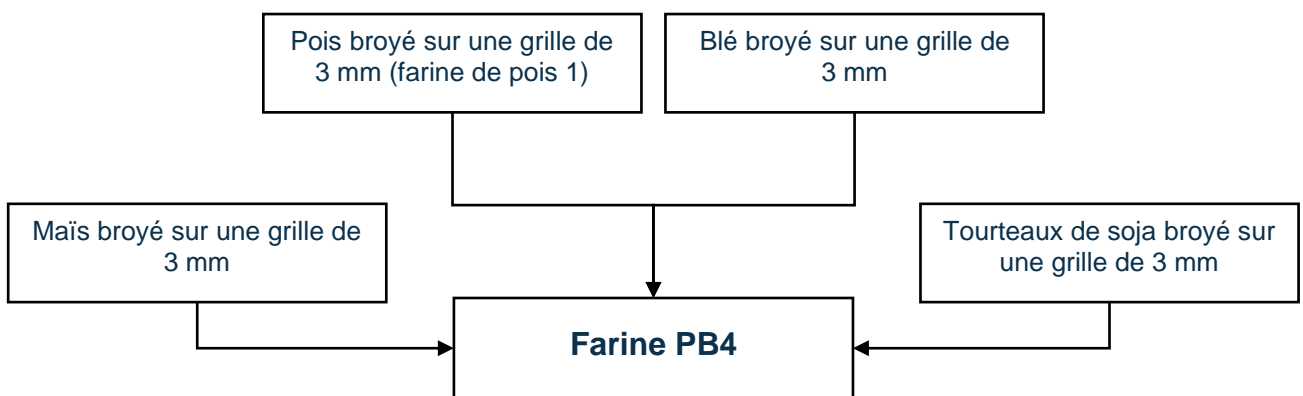 Pois broyé sur une grille de
3 mm (farine de pois 1)
Blé broyé sur une grille de
3 mm
Maïs broyé sur une grille de
3 mm
Tourteaux de soja broyé sur
une grille de 3 mm
Farine PB4